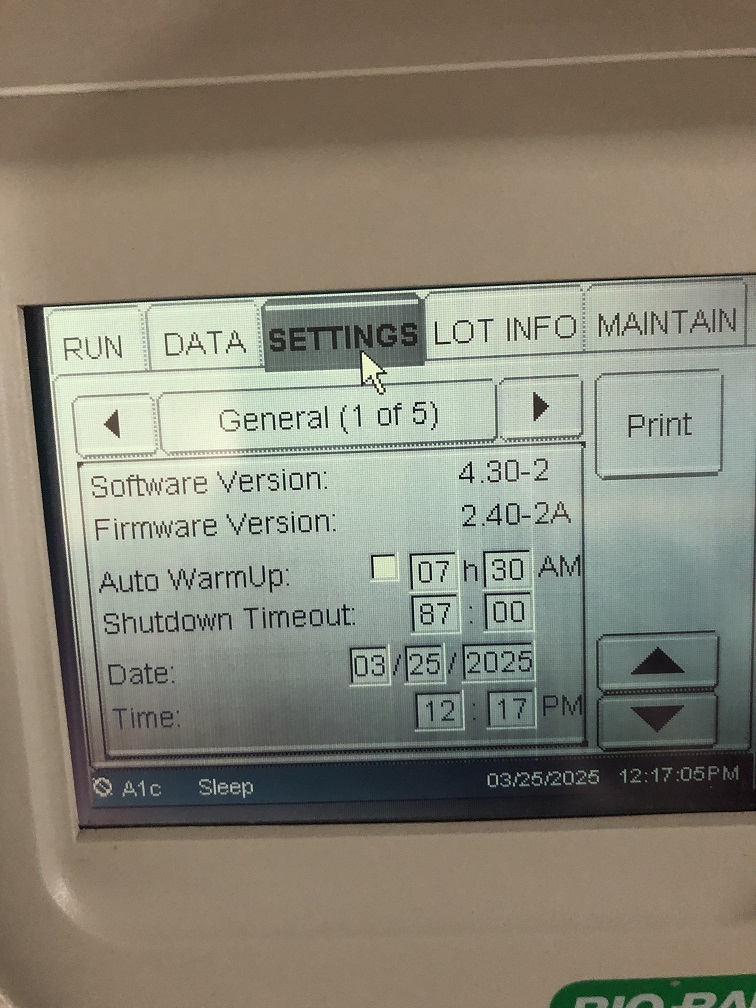 RUN DATA SETTINGS LOT INFO MAINTAIN
General (1 of 5) Print
Software Version: 4.30-2
Firmware Version: 2.40-2A
Auto WarmUp: 07 h 30 AM
Shutdown Timeout: 87 : 00
Date: 03 / 25 / 2025
Time: 12 : 17 PM
A1c Sleep 03/25/2025 12:17:05PM